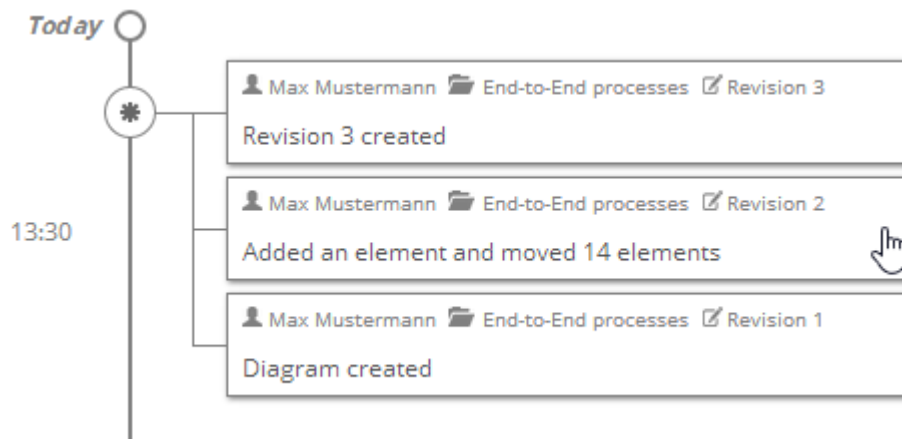 Today
Max Mustermann End-to-End processes Revision 3
Revision 3 created
Max Mustermann End-to-End processes Revision 2
13:30
Added an element and moved 14 elements
Max Mustermann End-to-End processes Revision 1
Diagram created